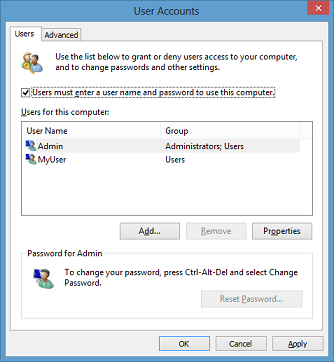 User Accounts
Users Advanced
Use the list below to grant or deny users access to your computer,
and to change passwords and other settings.
Users must enter a user name and password to use this computer.
Users for this computer:
User Name Group
Admin Administrators; Users
MyUser Users
Add... Remove Properties
Password for Admin
To change your password, press Ctrl-Alt-Del and select Change
Password.
Reset Password...
OK Cancel Apply